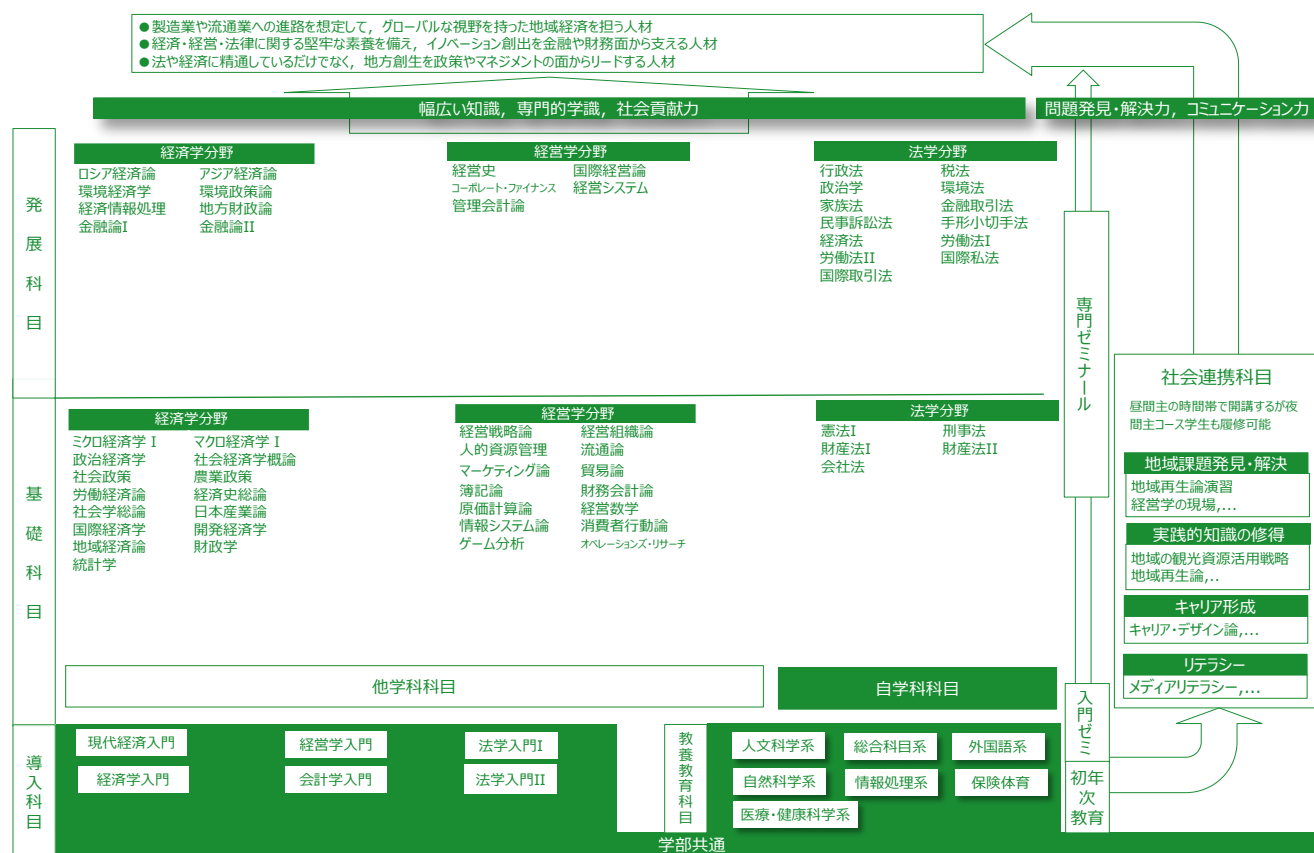 ●製造業や流通業への進路を想定して，グローバルな視野を持った地域経済を担う人材
●経済・経営・法律に関する堅牢な素養を備え，イノベーション創出を金融や財務面から支える人材
●法や経済に精通しているだけでなく，地方創生を政策やマネジメントの面からリードする人材
幅広い知識，専門的学識，社会貢献力
問題発見・解決力，コミュニケーション力
発展科目
経済学分野
ロシア経済論 アジア経済論
環境経済学 環境政策論
経済情報処理 地方財政論
金融論I 金融論II
経営学分野
経営史 国際経営論
コーポレート・ファイナンス 経営システム
管理会計論
法学分野
行政法 税法
政治学 環境法
家族法 金融取引法
民事訴訟法 手形小切手法
経済法 労働法I
労働法II 国際私法
国際取引法
専門ゼミナール
基礎科目
経済学分野
ミクロ経済学 I マクロ経済学 I
政治経済学 社会経済学概論
社会政策 農業政策
労働経済論 経済史総論
社会学総論 日本産業論
国際経済学 開発経済学
地域経済論 財政学
統計学
経営学分野
経営戦略論 経営組織論
人的資源管理 流通論
マーケティング論 貿易論
簿記論 財務会計論
原価計算論 経営数学
情報システム論 消費者行動論
ゲーム分析 オペレーションズ・リサーチ
法学分野
憲法I 刑事法
財産法I 財産法II
会社法
他学科科目
自学科科目
社会連携科目
昼間主の時間帯で開講するが夜
間主コース学生も履修可能
地域課題発見・解決
地域再生論演習
経営学の現場,…
実践的知識の修得
地域の観光資源活用戦略
地域再生論,..
キャリア形成
キャリア・デザイン論,…
リテラシー
メディアリテラシー,…
導入科目
現代経済入門 経営学入門 法学入門I
経済学入門 会計学入門 法学入門II
教養教育科目
人文科学系 総合科目系 外国語系
自然科学系 情報処理系 保険体育
医療・健康科学系
入門ゼミ
初年
次
教育
学部共通